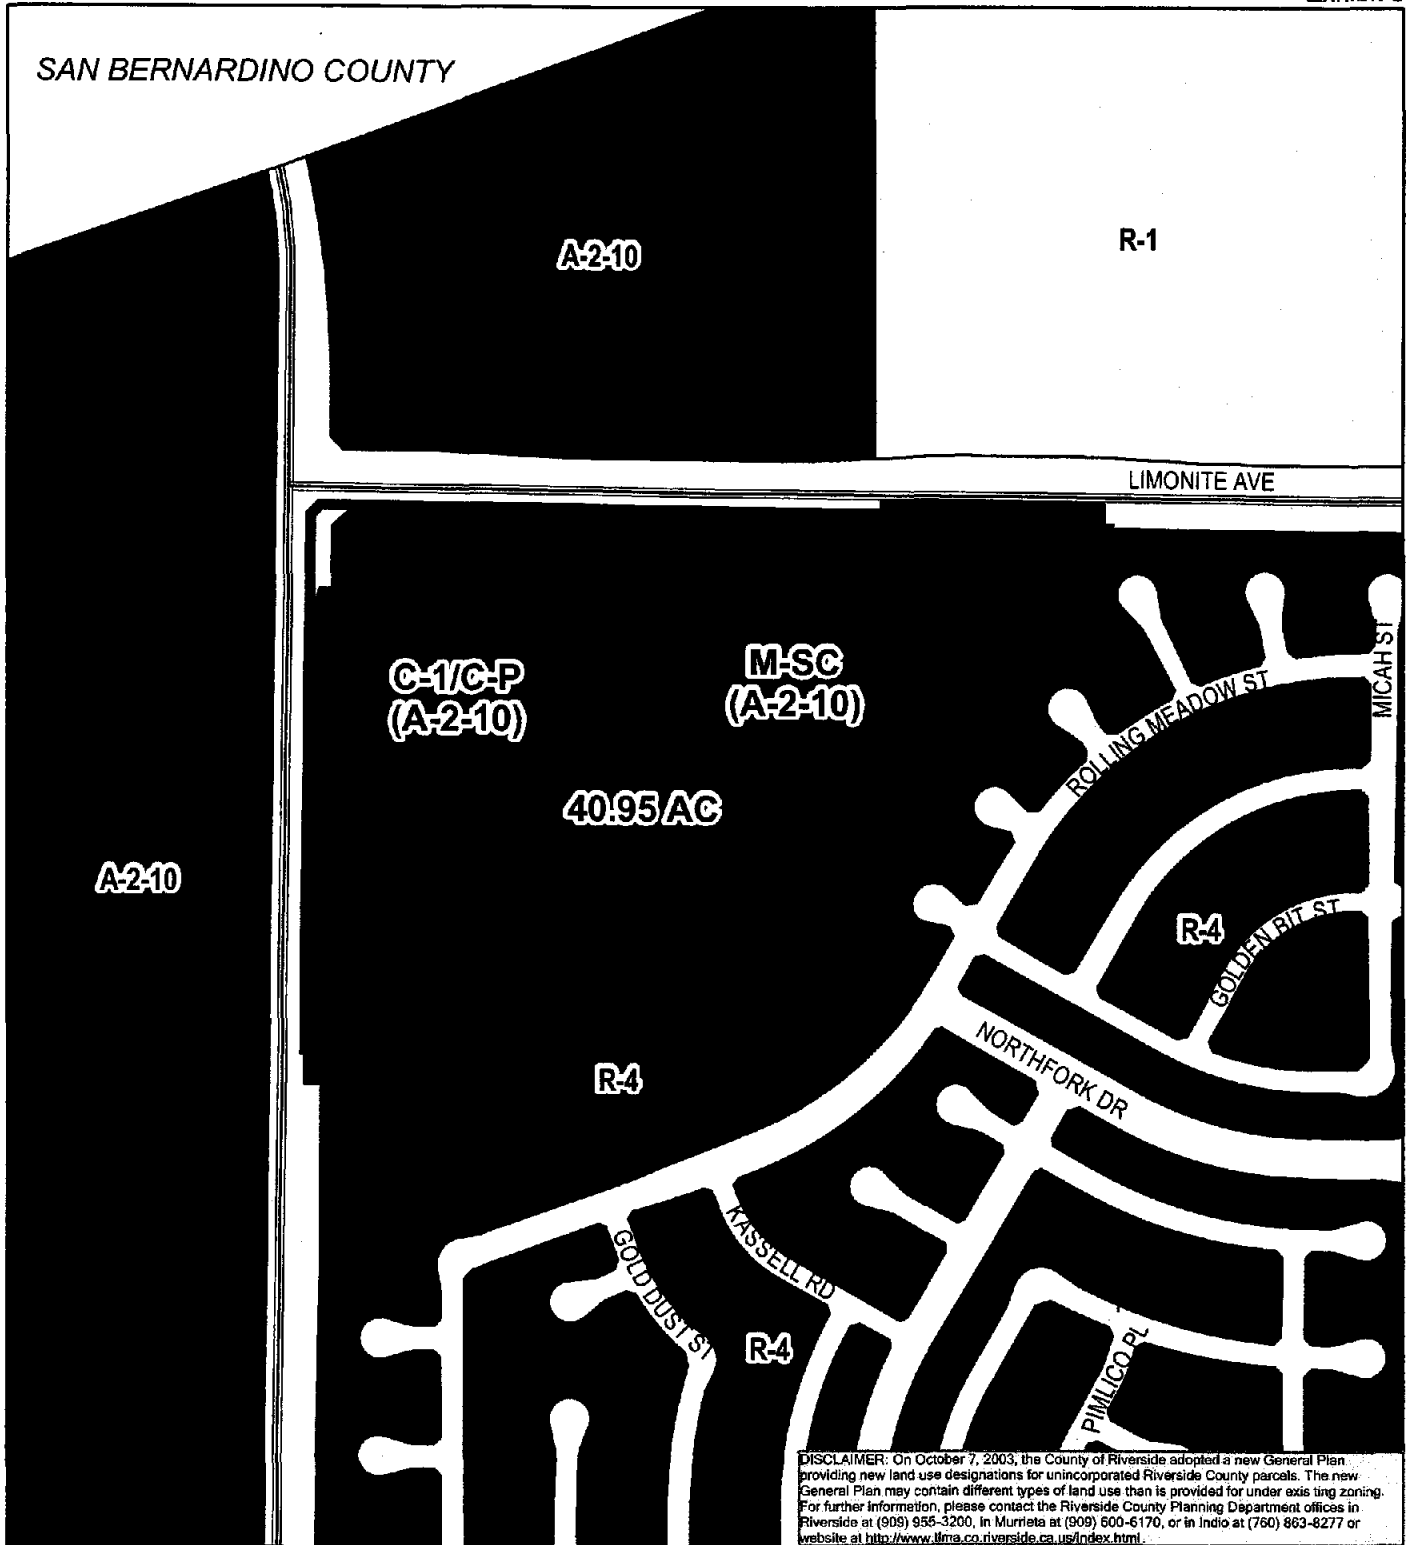 SAN BERNARDINO COUNTY
A-2-10
R-1
LIMONITE AVE
C-1/C-P
(A-2-10)
M-SC
(A-2-10)
MICAH ST
ROLLING MEADOW ST
40.95 AC
A-2-10
R-4
GOLDEN BIT ST
NORTHFORK DR
R-4
KASSELL RD
GOLD DUST ST
R-4
PIMLICO PL
DISCLAIMER: On October 7, 2003, the County of Riverside adopted a new General Plan
providing new land use designations for unincorporated Riverside County parcels. The new
General Plan may contain different types of land use than is provided for under exis ting zoning.
For further information, please contact the Riverside County Planning Department offices in
Riverside at (909) 955-3200, in Murrieta at (909) 600-6170, or in Indio at (760) 863-8277 or
website at http://www.tlma.co.riverside.ca.us/index.html.